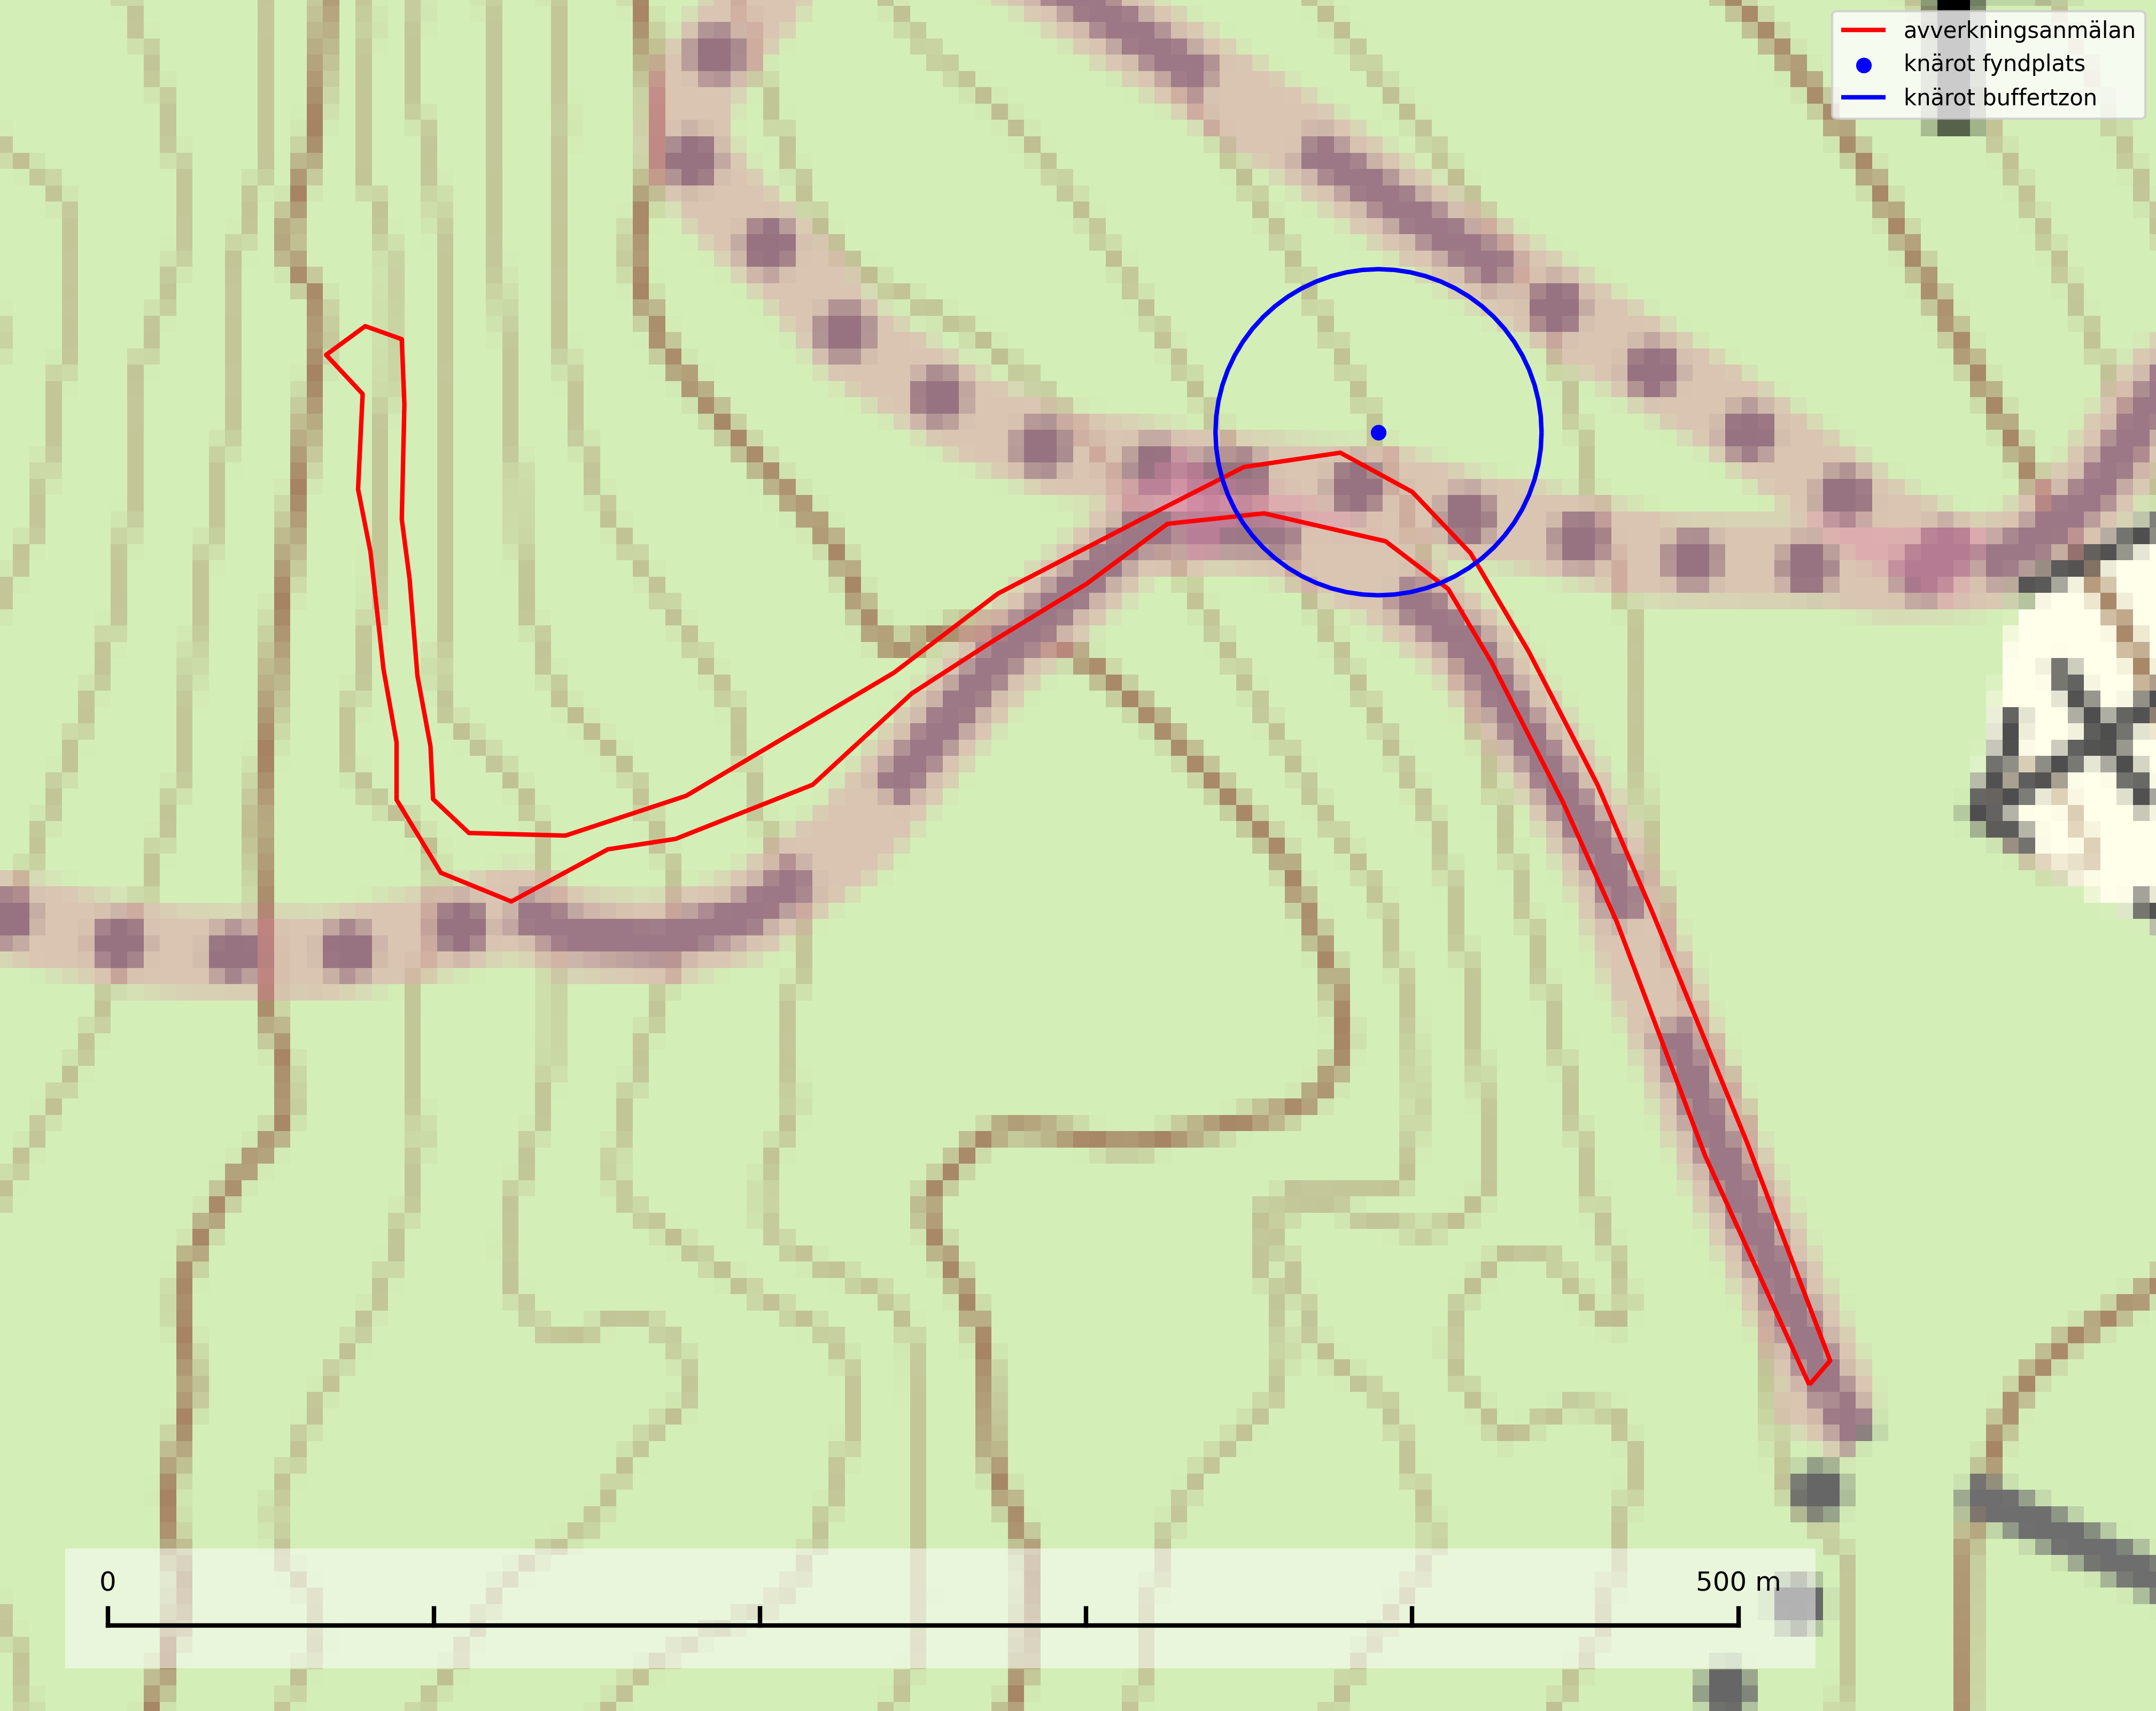 avverkningsanmälan
knärot fyndplats
knärot buffertzon
0
500 m